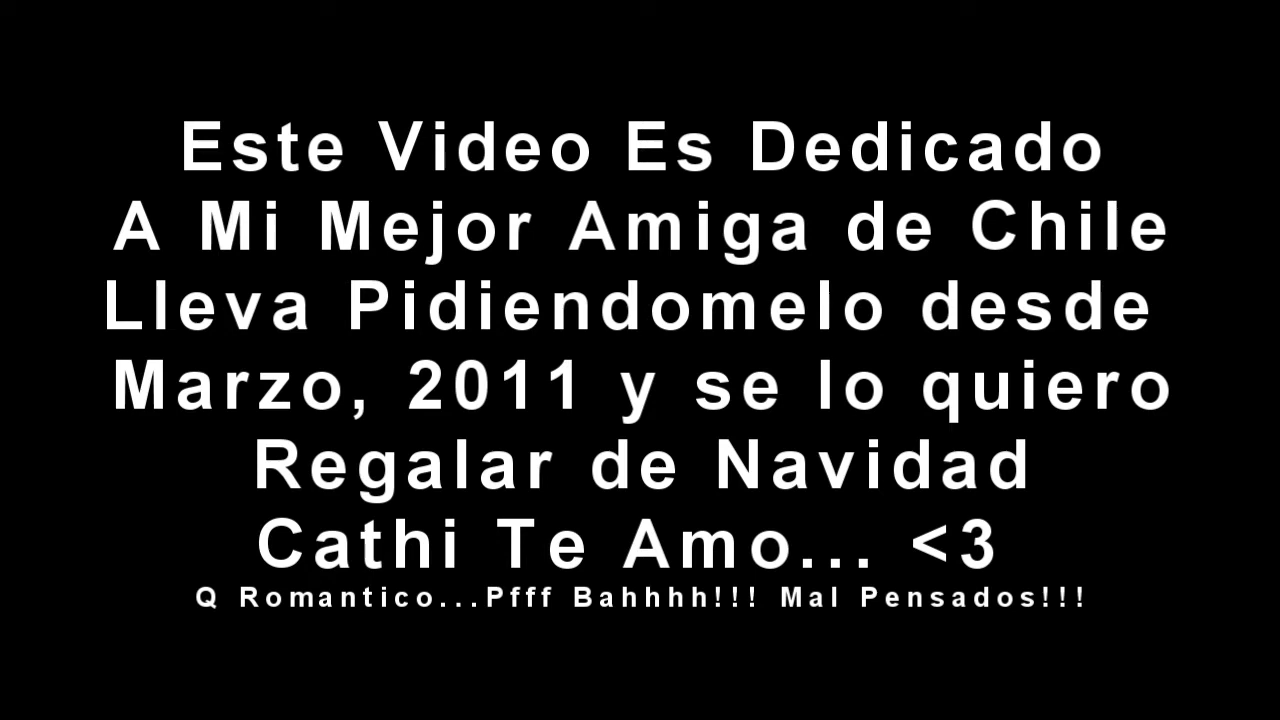 Este Video Es Dedicado
A Mi Mejor Amiga de Chile
Lleva Pidiendomelo desde
Marzo, 2011 y se lo quiero
Regalar de Navidad
Cathi Te Amo... <3
Q Romantico...Pfff Bahhhh!!! Mal Pensados!!!